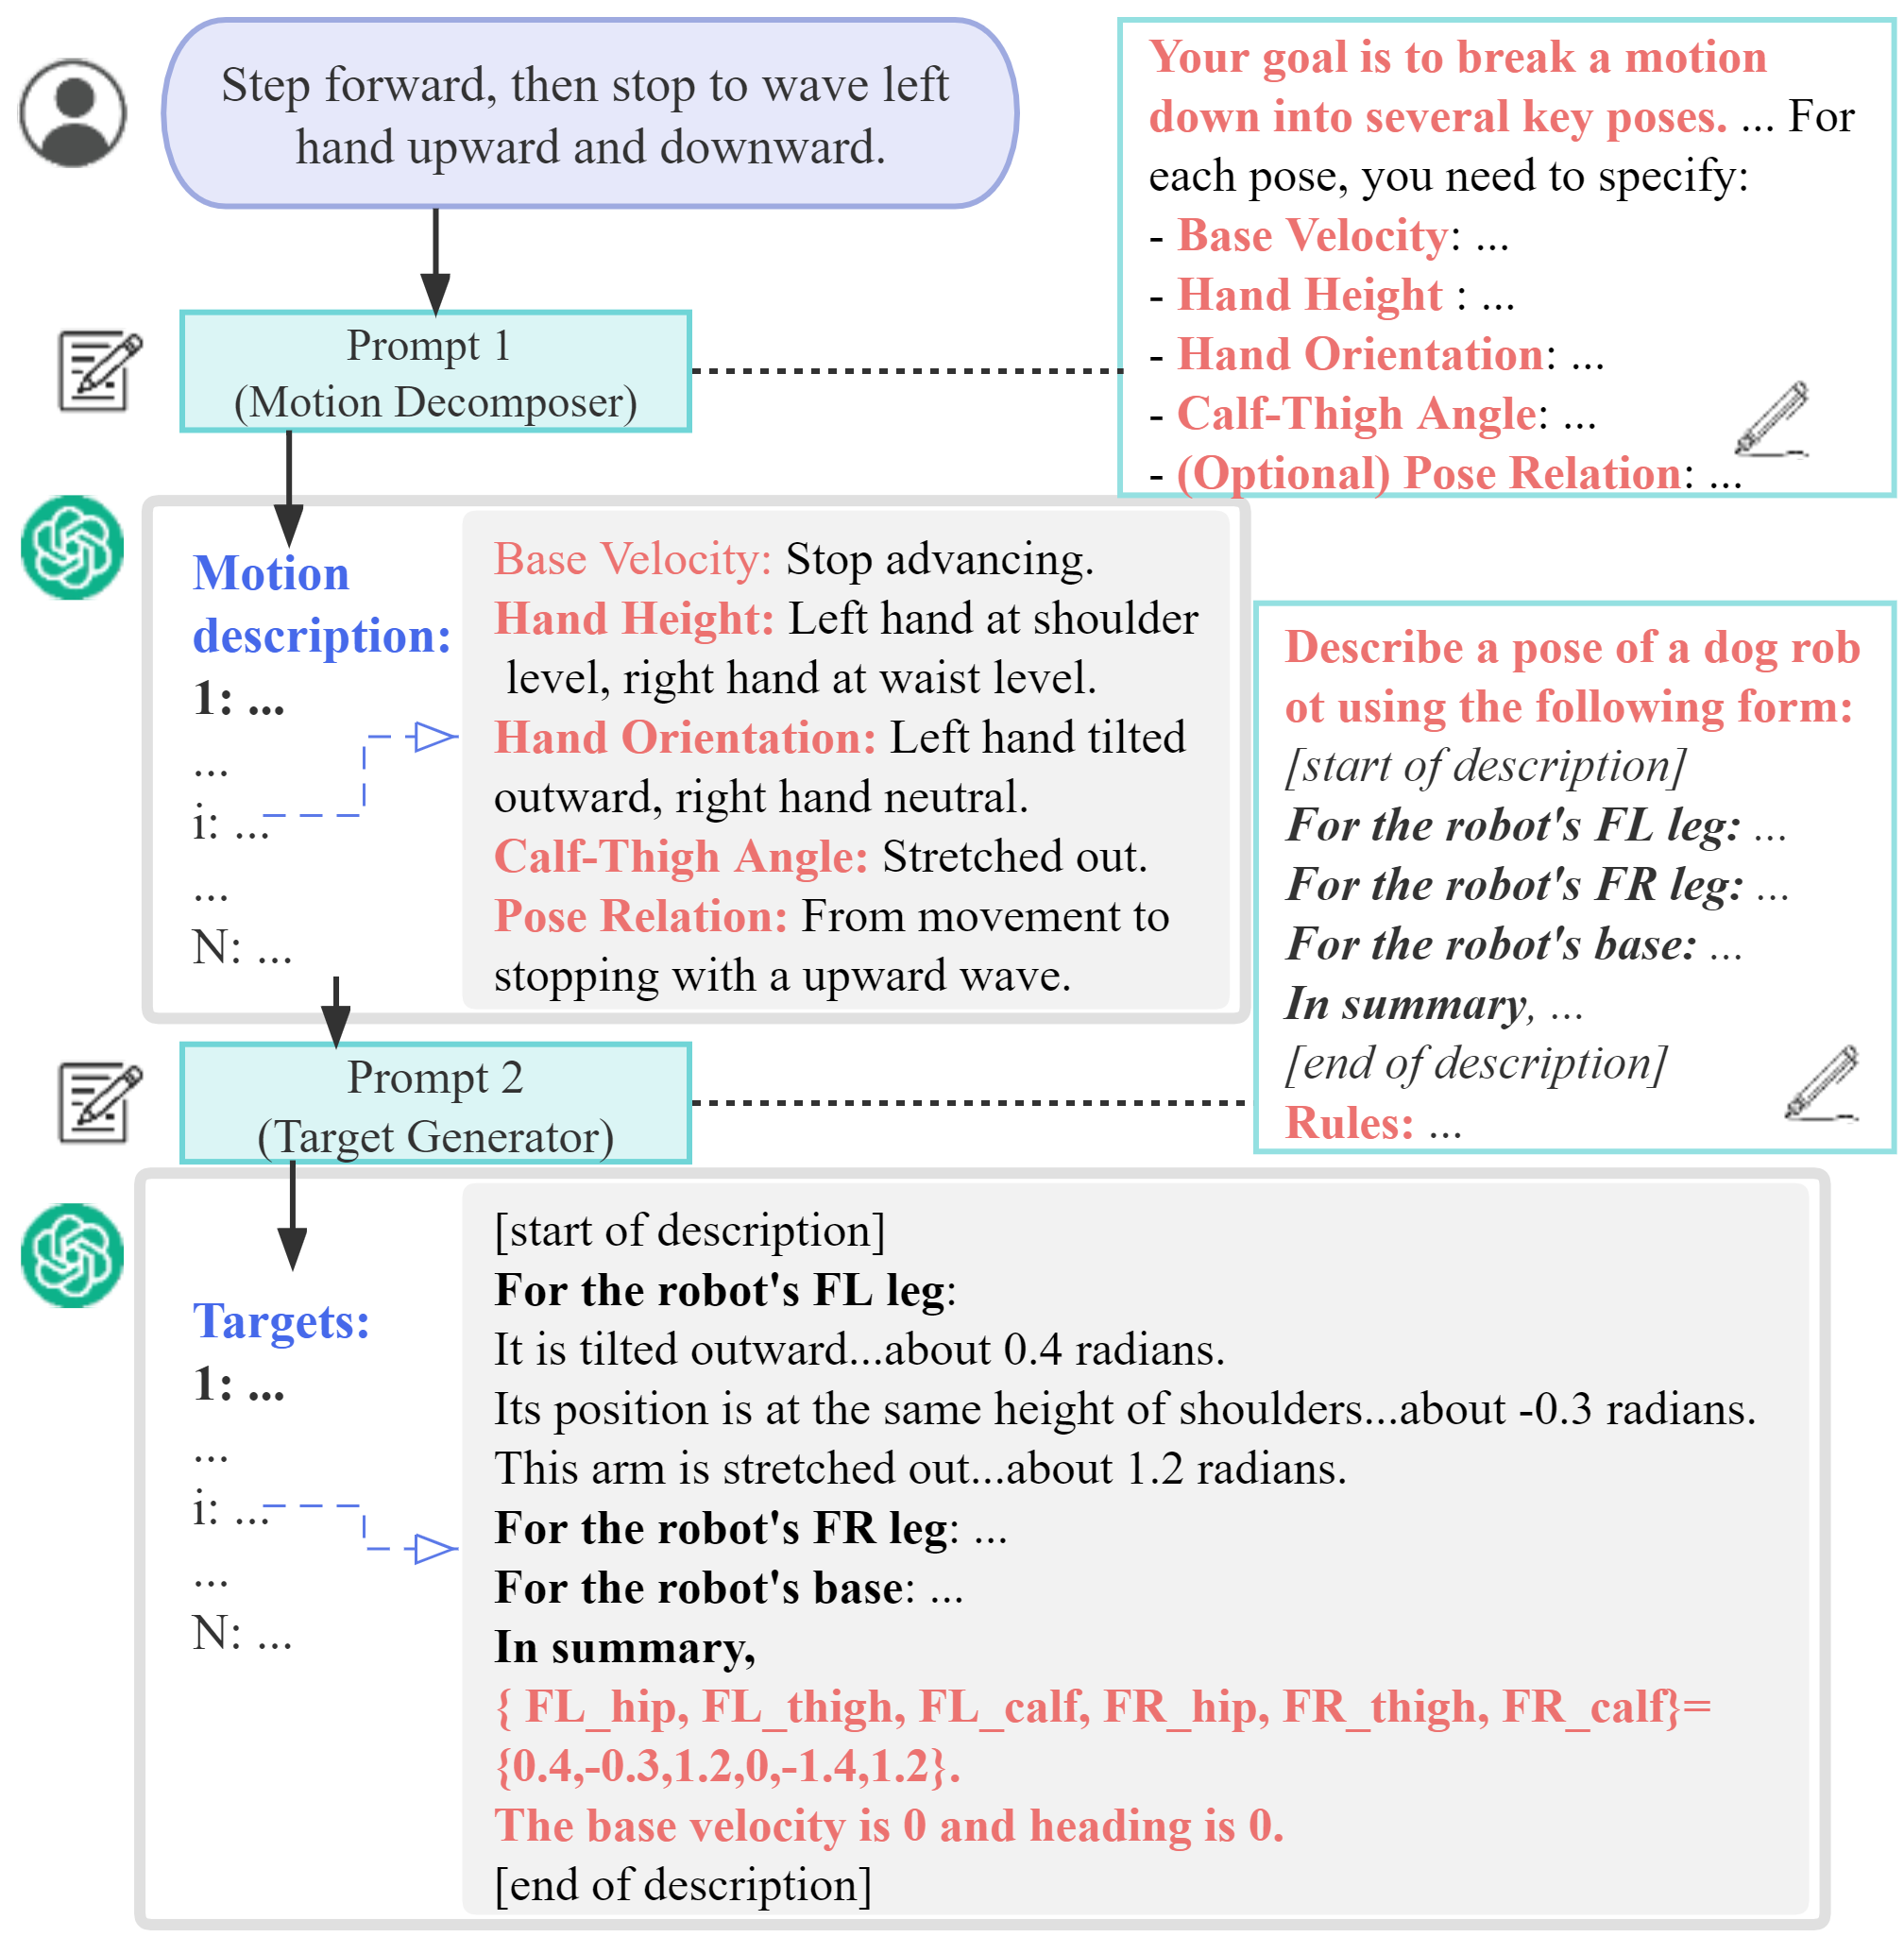 Step forward, then stop to wave left
hand upward and downward.
Your goal is to break a motion
down into several key poses. ... For
each pose, you need to specify:
- Base Velocity: ...
- Hand Height : ...
- Hand Orientation: ...
- Calf-Thigh Angle: ...
- (Optional) Pose Relation: ...
Prompt 1
(Motion Decomposer)
Motion
description:
1: ...
...
i: ...
...
N: ...
Base Velocity: Stop advancing.
Hand Height: Left hand at shoulder
level, right hand at waist level.
Hand Orientation: Left hand tilted
outward, right hand neutral.
Calf-Thigh Angle: Stretched out.
Pose Relation: From movement to
stopping with a upward wave.
Describe a pose of a dog rob
ot using the following form:
[start of description]
For the robot's FL leg: ...
For the robot's FR leg: ...
For the robot's base: ...
In summary, ...
[end of description]
Rules: ...
Prompt 2
(Target Generator)
Targets:
1: ...
...
i: ...
...
N: ...
[start of description]
For the robot's FL leg:
It is tilted outward...about 0.4 radians.
Its position is at the same height of shoulders...about -0.3 radians.
This arm is stretched out...about 1.2 radians.
For the robot's FR leg: ...
For the robot's base: ...
In summary,
{ FL_hip, FL_thigh, FL_calf, FR_hip, FR_thigh, FR_calf}=
{0.4,-0.3,1.2,0,-1.4,1.2}.
The base velocity is 0 and heading is 0.
[end of description]